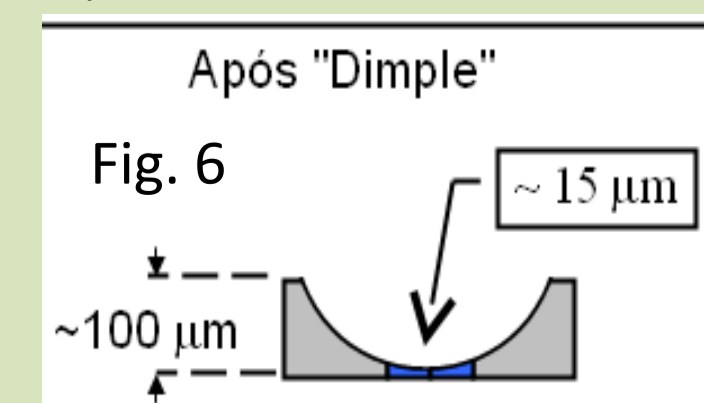 Após "Dimple"
Fig. 6
~ 15 μm
~100 μm